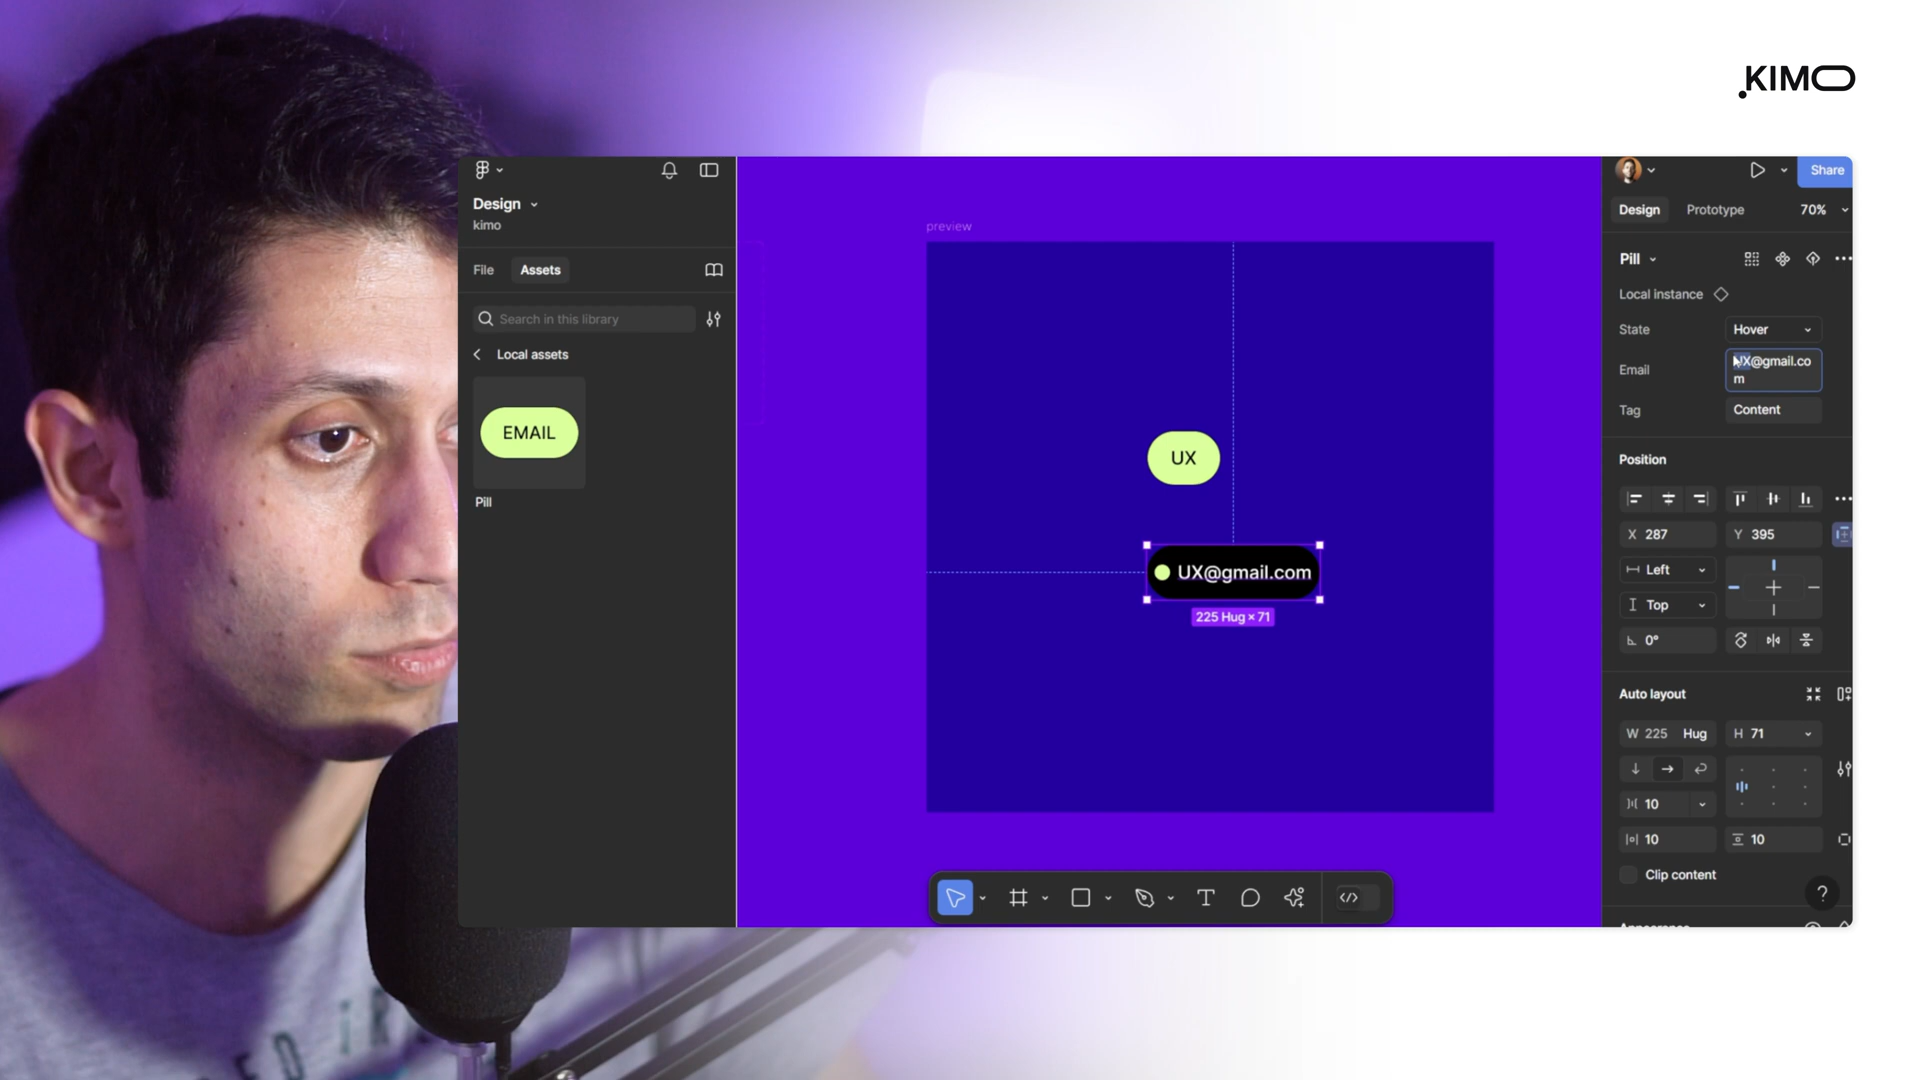 .KIMO
Share
Design
kimo
Design
Prototype
70%
preview
File
Assets
Pill
Search in this library
Local instance
State
Hover
Local assets
Email
UX@gmail.co
m
Tag
Content
EMAIL
UX
Position
Pill
X 287
Y 395
Left
UX@gmail.com
Top
225 Hug × 71
0°
Auto layout
W 225 Hug
H 71
10
10
10
Clip content
?